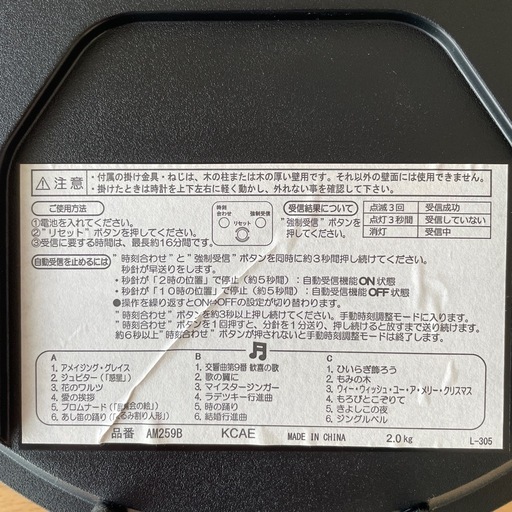 ⚠注意
・付属の掛け金具・ねじは、木の柱または木の厚い壁用です。それ以外の壁面には使用できません。
・掛けたときは時計を上下左右に軽く動かし、外れない事を確認して下さい。
ご使用方法
①電池を入れてください。
②"リセット"ボタンを押してください。
③受信に要する時間は、最長約16分間です。
時刻合わせ
リセット
強制受信
"強制受信"ボタンを押してください。
受信結果について
点滅3回 受信成功
点灯3秒間 受信していない
消灯 受信中
自動受信を止めるには
"時刻合わせ"と"強制受信"ボタンを同時に約3秒間押し続けてください。
秒針が早送りをします。
・秒針が「2時の位置」で停止(約5秒間):自動受信機能ON状態
・秒針が「10時の位置」で停止(約5秒間):自動受信機能OFF状態
●操作を繰り返すとON⇔OFFの設定が切り替わります。
"時刻合わせ"ボタンを約3秒以上押し続けてください。手動時刻調整モードに入ります。
"時刻合わせ"ボタンを1回押すと、分針を1分送り、押し続けると放すまで送ります。
約6秒以上"時刻合わせ"ボタンが押されないと手動時刻調整モードは終了します。
A
1. アメイジング・グレイス
2. ジュピター(「惑星」)
3. 花のワルツ
4. 愛の挨拶
5. プロムナード(「展覧会の絵」)
6. あし笛の踊り(「くるみ割り人形」)
B
1. 交響曲第9番 歓喜の歌
2. 歌の翼に
3. マイスタージンガー
4. ラデツキー行進曲
5. 時の踊り
6. 結婚行進曲
C
1. ひいらぎ飾ろう
2. もみの木
3. ウィー・ウィッシュ・ユー・ア・メリー・クリスマス
4. もろびとこぞりて
5. きよしこの夜
6. ジングルベル
品番 AM259B KCAE MADE IN CHINA 2.0kg L-305